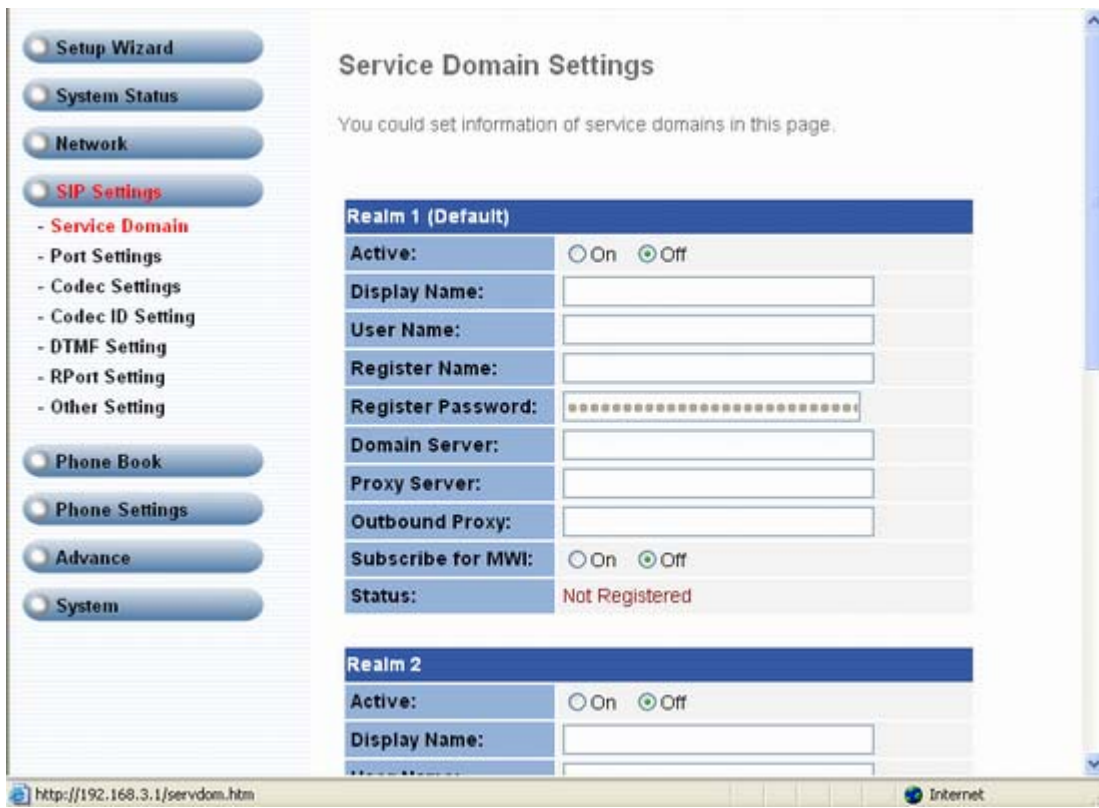 Setup Wizard
System Status
Network
SIP Settings
- Service Domain
- Port Settings
- Codec Settings
- Codec ID Setting
- DTMF Setting
- RPort Setting
- Other Setting
Phone Book
Phone Settings
Advance
System
Service Domain Settings
You could set information of service domains in this page.
Realm 1 (Default)
Active: On Off
Display Name:
User Name:
Register Name:
Register Password:
Domain Server:
Proxy Server:
Outbound Proxy:
Subscribe for MWI: On Off
Status: Not Registered
Realm 2
Active: On Off
Display Name:
http://192.168.3.1/servdom.htm
Internet